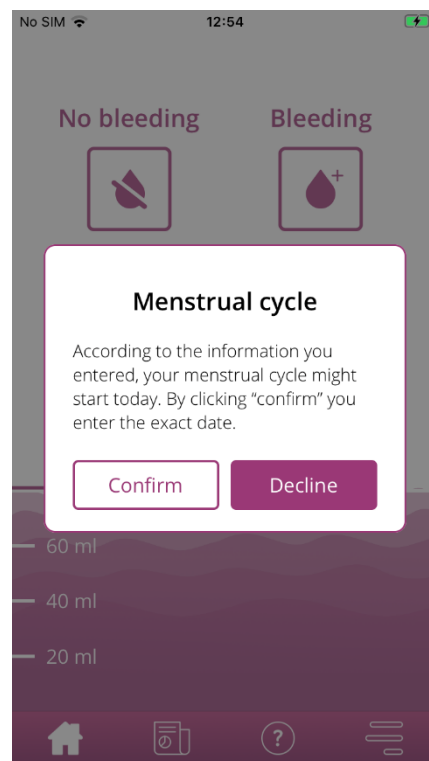 No SIM 12:54
No bleeding Bleeding
Menstrual cycle
According to the information you
entered, your menstrual cycle might
start today. By clicking “confirm” you
enter the exact date.
Confirm Decline
60 ml
40 ml
20 ml
?